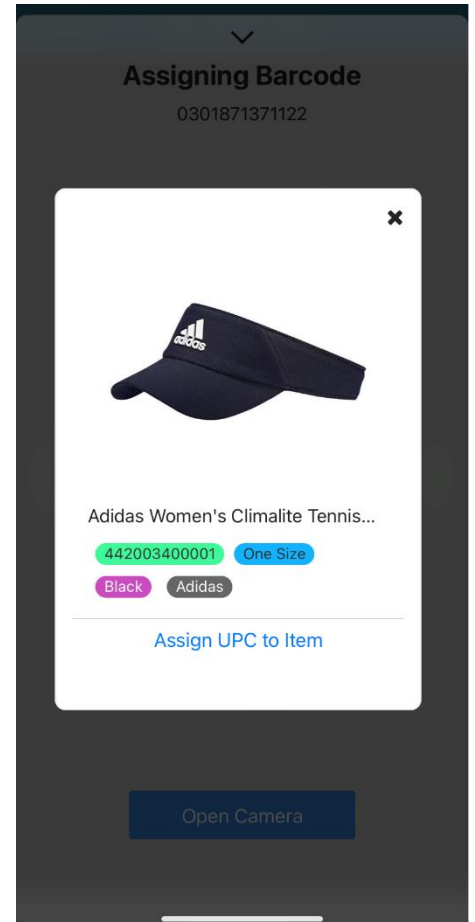 Assigning Barcode
0301871371122
adidas
Adidas Women's Climalite Tennis...
442003400001 One Size
Black Adidas
Assign UPC to Item
Open Camera